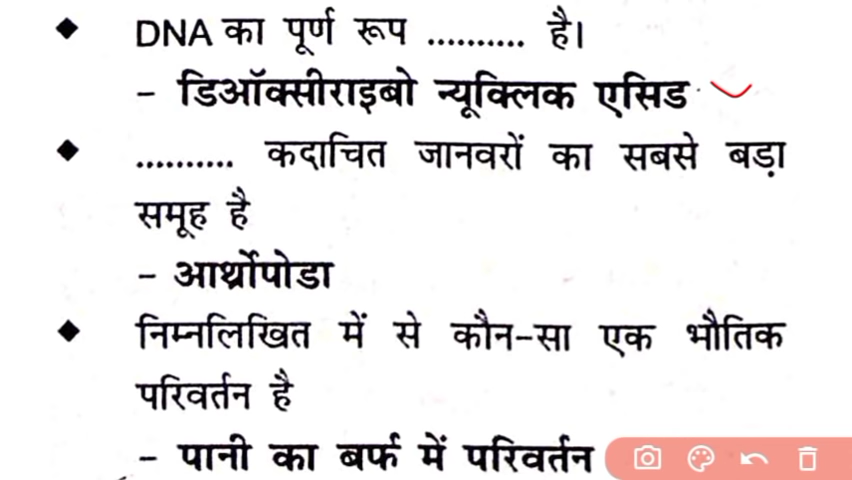 ◆ DNA का पूर्ण रूप .......... है।
– डिऑक्सीराइबो न्यूक्लिक एसिड
◆ .......... कदाचित जानवरों का सबसे बड़ा
समूह है
– आर्थ्रोपोडा
◆ निम्नलिखित में से कौन-सा एक भौतिक
परिवर्तन है
– पानी का बर्फ में परिवर्तन